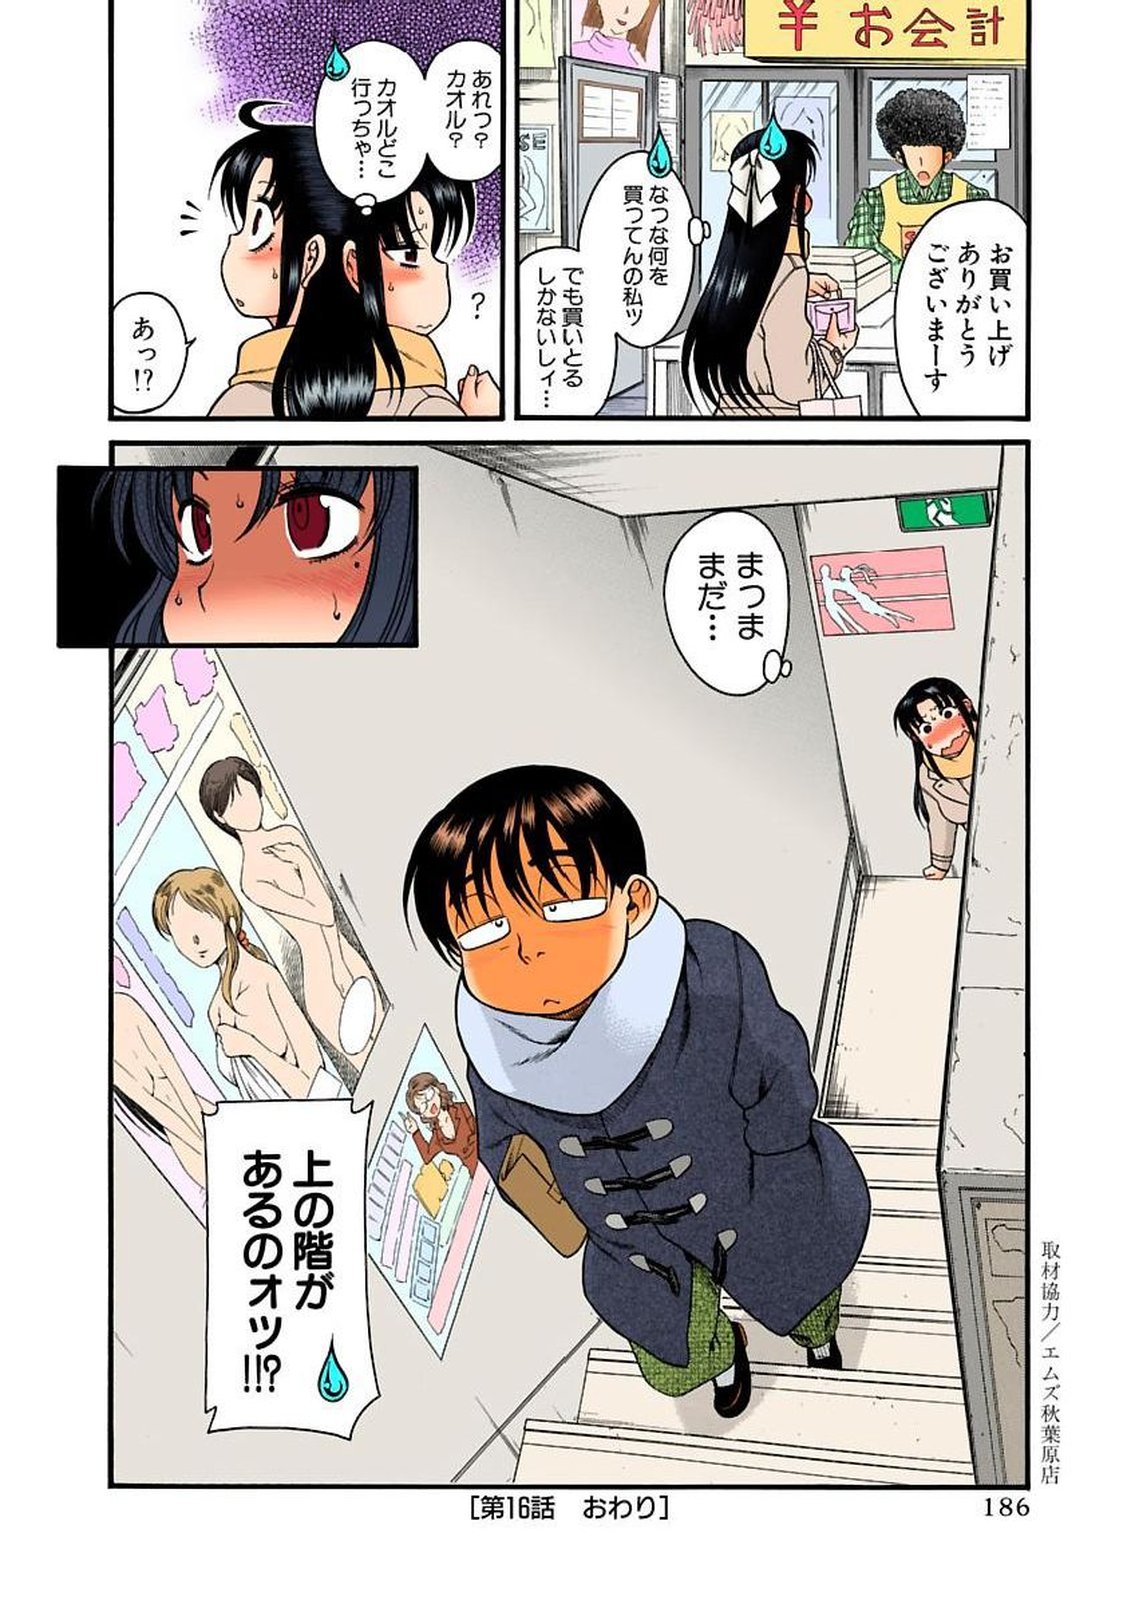 ¥お会計
お買い上げ
ありがとう
ございまーす
なっな何を
買ってんの私ッ
でも買いとる
しかないしィ…
あれっ?
カオル?
カオルどこ
行っちゃ…
?
あっ!?
まっま
まだ…
上の階が
あるのォッ!!!?
取材協力/エムズ秋葉原店
[第16話 おわり]
186